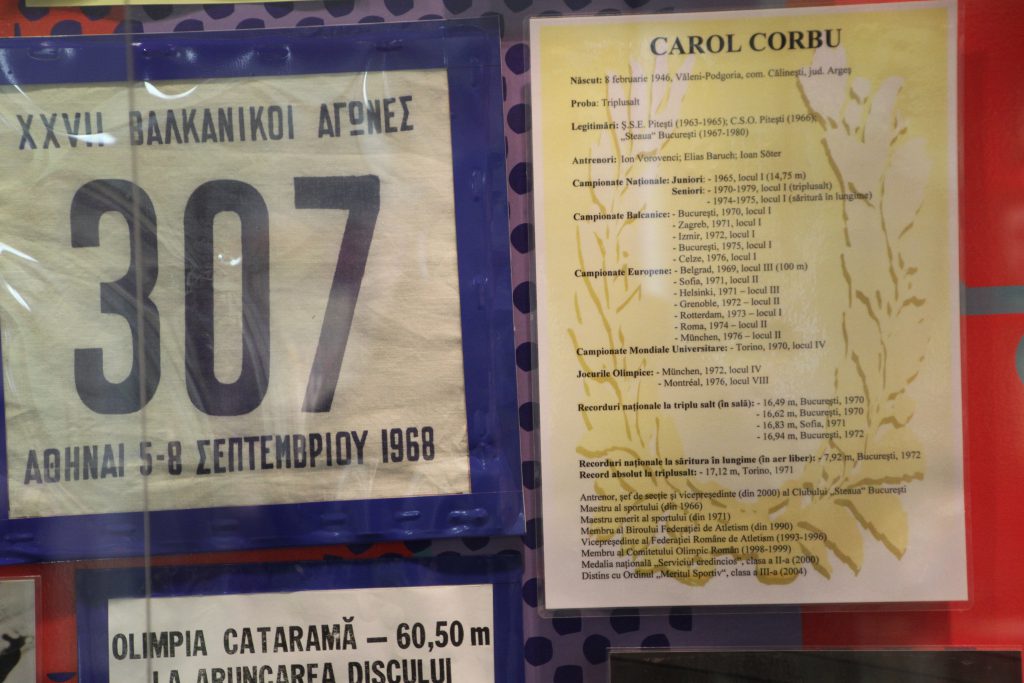 XXVII ΒΑΛΚΑΝΙΚΟΙ ΑΓΩΝΕΣ
307
ΑΘΗΝΑΙ 5-8 ΣΕΠΤΕΜΒΡΙΟΥ 1968
OLIMPIA CATARAMĂ – 60,50 m
LA ARUNCAREA DISCULUI
CAROL CORBU
Născut: 8 februarie 1946, Văleni-Podgoria, com. Călinești, jud. Argeș
Proba: Triplusalt
Legitimări: Ș.S.E. Pitești (1963-1965); C.S.O. Pitești (1966);
„Steaua" București (1967-1980)
Antrenori: Ion Vorovenci; Elias Baruch; Ioan Söter
Campionate Naționale: Juniori: - 1965, locul I (14,75 m)
Seniori: - 1970-1979, locul I (triplusalt)
- 1974-1975, locul I (săritură în lungime)
Campionate Balcanice: - București, 1970, locul I
- Zagreb, 1971, locul I
- Izmir, 1972, locul I
- București, 1975, locul I
- Celze, 1976, locul I
Campionate Europene: - Belgrad, 1969, locul III (100 m)
- Sofia, 1971, locul II
- Helsinki, 1971 – locul III
- Grenoble, 1972 – locul II
- Rotterdam, 1973 – locul I
- Roma, 1974 – locul II
- München, 1976 – locul II
Campionate Mondiale Universitare: - Torino, 1970, locul IV
Jocurile Olimpice: - München, 1972, locul IV
- Montréal, 1976, locul VIII
Recorduri naționale la triplu salt (în sală): - 16,49 m, București, 1970
- 16,62 m, București, 1970
- 16,83 m, Sofia, 1971
- 16,94 m, București, 1972
Recorduri naționale la săritura în lungime (în aer liber): - 7,92 m, București, 1972
Record absolut la triplusalt: - 17,12 m, Torino, 1971
Antrenor, șef de secție și vicepreședinte (din 2000) al Clubului „Steaua" București
Maestru al sportului (din 1966)
Maestru emerit al sportului (din 1971)
Membru al Biroului Federației de Atletism (din 1990)
Vicepreședinte al Federației Române de Atletism (1993-1996)
Membru al Comitetului Olimpic Român (1998-1999)
Medalia națională „Serviciul credincios", clasa a II-a (2000)
Distins cu Ordinul „Meritul Sportiv", clasa a III-a (2004)